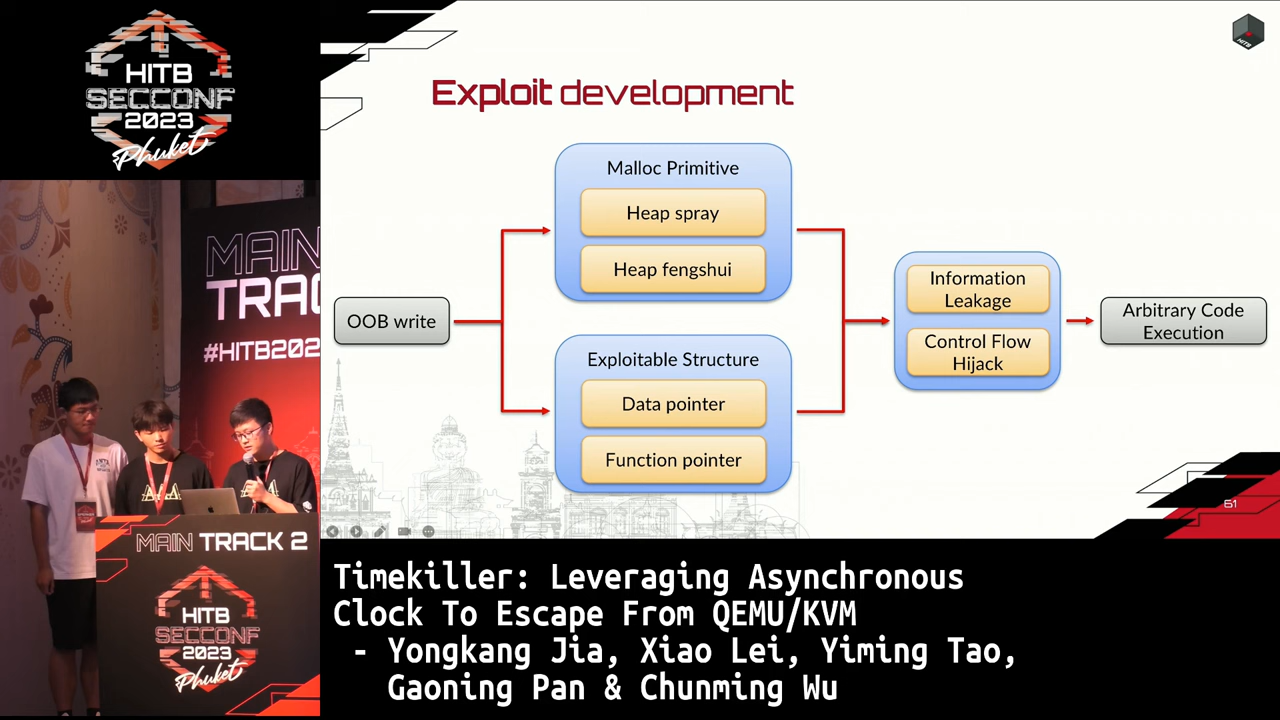 HITB
SECCONF
2023
Phuket
MAIN
TRAC
#HITB202
MAIN TRACK 2
HITB
SECCONF
2023
Phuket
HITB
Exploit development
Malloc Primitive
Heap spray
Heap fengshui
OOB write
Exploitable Structure
Data pointer
Function pointer
Information
Leakage
Control Flow
Hijack
Arbitrary Code
Execution
61
Timekiller: Leveraging Asynchronous
Clock To Escape From QEMU/KVM
- Yongkang Jia, Xiao Lei, Yiming Tao,
Gaoning Pan & Chunming Wu